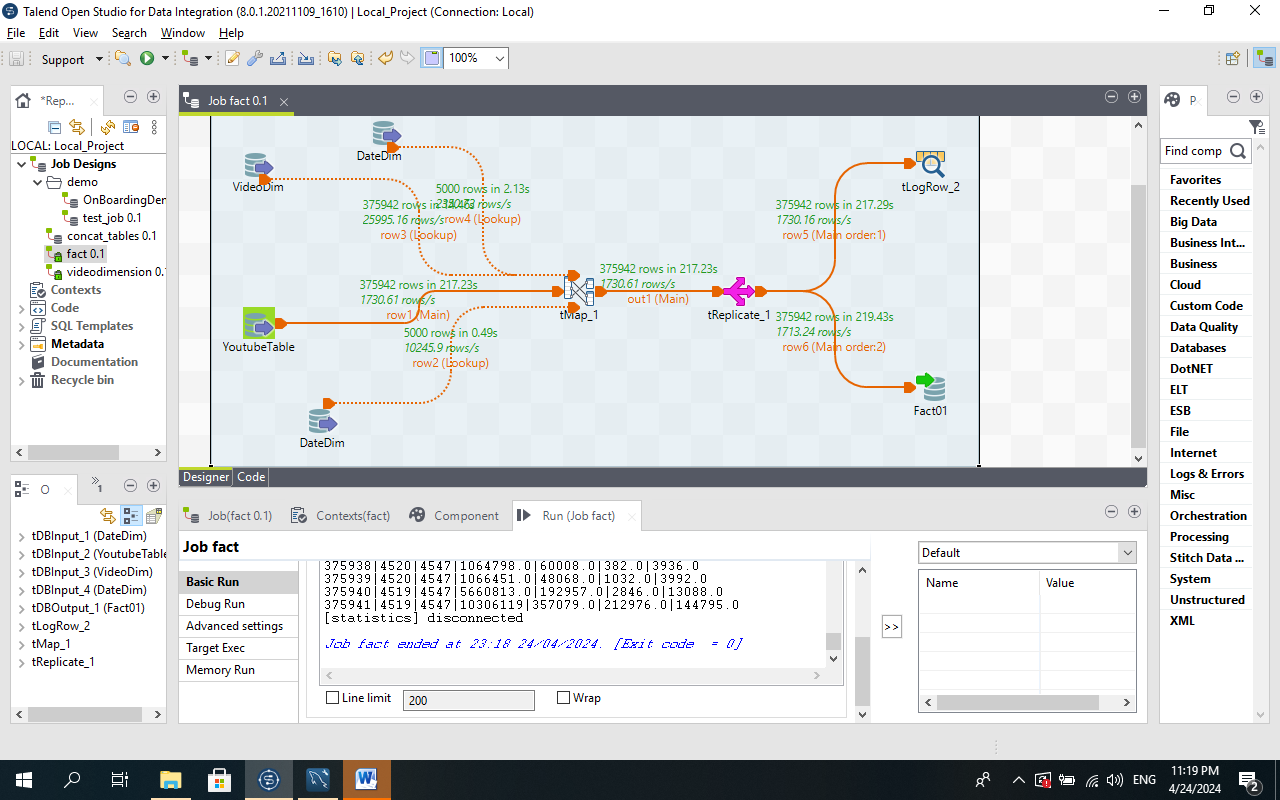 Talend Open Studio for Data Integration (8.0.1.20211109_1610) | Local_Project (Connection: Local)
File Edit View Search Window Help
Support 100%
*Rep...
LOCAL: Local_Project
Job Designs
demo
OnBoardingDem
test_job 0.1
concat_tables 0.1
fact 0.1
videodimension 0.1
Contexts
Code
SQL Templates
Metadata
Documentation
Recycle bin
O
1
tDBInput_1 (DateDim)
tDBInput_2 (YoutubeTable
tDBInput_3 (VideoDim)
tDBInput_4 (DateDim)
tDBOutput_1 (Fact01)
tLogRow_2
tMap_1
tReplicate_1
Job fact 0.1
DateDim
VideoDim
5000 rows in 2.13s
row4 (Lookup)
375942 rows in
25995.16 rows/s
row3 (Lookup)
375942 rows in 217.23s
1730.61 rows/s
row1 (Main)
YoutubeTable
5000 rows in 0.49s
10245.9 rows/s
row2 (Lookup)
DateDim
tMap_1
375942 rows in 217.23s
1730.61 rows/s
out1 (Main)
tReplicate_1
375942 rows in 217.29s
1730.16 rows/s
row5 (Main order:1)
tLogRow_2
375942 rows in 219.43s
1713.24 rows/s
row6 (Main order:2)
Fact01
Designer Code
Job(fact 0.1) Contexts(fact) Component Run (Job fact)
Job fact
Basic Run
Debug Run
Advanced settings
Target Exec
Memory Run
375938|4520|4547|1064798.0|60008.0|382.0|3936.0
375939|4520|4547|1066451.0|48068.0|1032.0|3992.0
375940|4519|4547|5660813.0|192957.0|2846.0|13088.0
375941|4519|4547|10306119|357079.0|212976.0|144795.0
[statistics] disconnected
Job fact ended at 23:18 24/04/2024. [Exit code  = 0]
Line limit 200 Wrap
>>
Default
Name Value
P
Find comp
Favorites
Recently Used
Big Data
Business Int...
Business
Cloud
Custom Code
Data Quality
Databases
DotNET
ELT
ESB
File
Internet
Logs & Errors
Misc
Orchestration
Processing
Stitch Data ...
System
Unstructured
XML
ENG
11:19 PM
4/24/2024
2